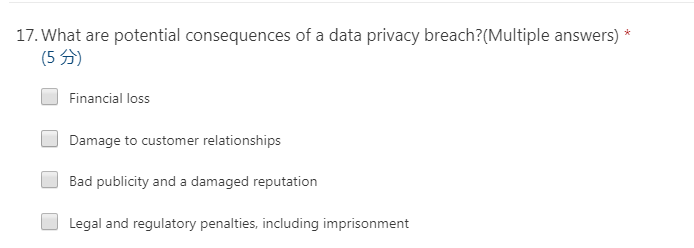 17. What are potential consequences of a data privacy breach?(Multiple answers) *
(5 分)
Financial loss
Damage to customer relationships
Bad publicity and a damaged reputation
Legal and regulatory penalties, including imprisonment